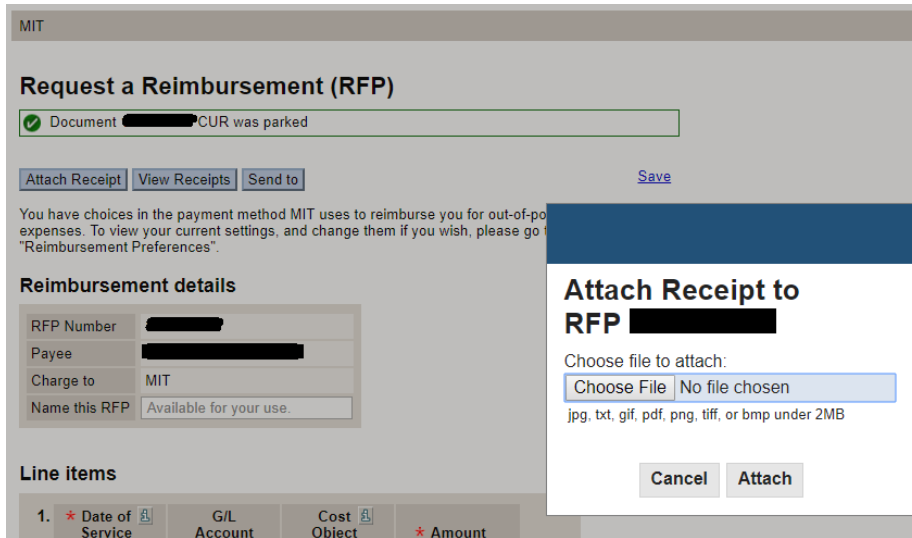 MIT
Request a Reimbursement (RFP)
Document CUR was parked
Attach Receipt View Receipts Send to Save
You have choices in the payment method MIT uses to reimburse you for out-of-po
expenses. To view your current settings, and change them if you wish, please go t
"Reimbursement Preferences".
Reimbursement details
RFP Number
Payee
Charge to MIT
Name this RFP Available for your use.
Line items
1. * Date of Service G/L Account Cost Object * Amount
Attach Receipt to
RFP
Choose file to attach:
Choose File No file chosen
jpg, txt, gif, pdf, png, tiff, or bmp under 2MB
Cancel Attach